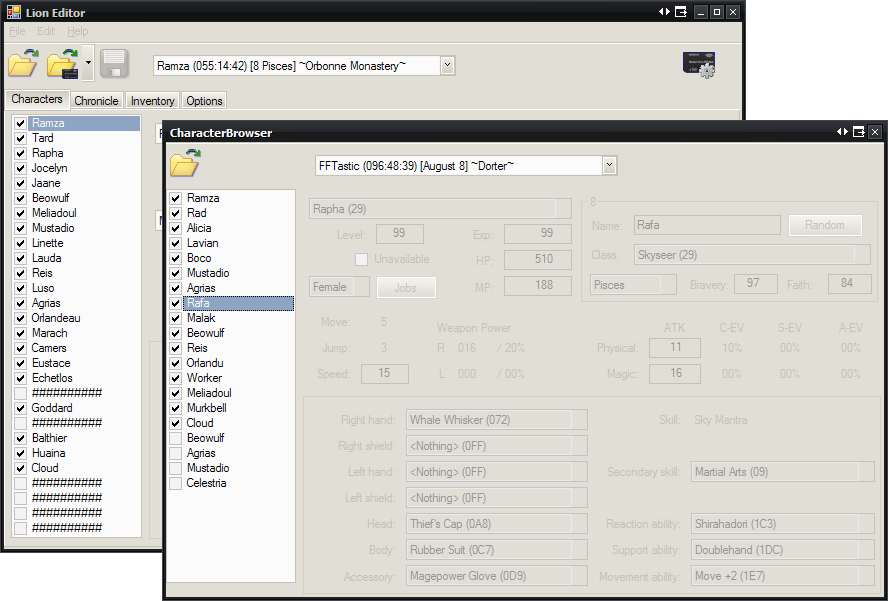 Lion Editor
File Edit Help
Ramza (055:14:42) [8 Pisces] ~Orbonne Monastery~
Characters Chronicle Inventory Options
Ramza
Tard
Rapha
Jocelyn
Jaane
Beowulf
Meliadoul
Mustadio
Linette
Lauda
Reis
Luso
Agrias
Orlandeau
Marach
Camers
Eustace
Echetlos
##########
Goddard
##########
Balthier
Huaina
Cloud
##########
##########
##########
##########
CharacterBrowser
FFTastic (096:48:39) [August 8] ~Dorter~
Ramza
Rad
Alicia
Lavian
Boco
Mustadio
Agrias
Rafa
Malak
Beowulf
Reis
Orlandu
Worker
Meliadoul
Murkbell
Cloud
Beowulf
Agrias
Mustadio
Celestria
Rapha (29)
Level: 99 Exp: 99
Unavailable HP: 510
Female Jobs MP: 188
8
Name: Rafa Random
Class: Skyseer (29)
Pisces Bravery: 97 Faith: 84
Move: 5 Weapon Power ATK C-EV S-EV A-EV
Jump: 3 R 016 / 20% Physical: 11 10% 00% 00%
Speed: 15 L 000 / 00% Magic: 16 00% 00% 00%
Right hand: Whale Whisker (072) Skill: Sky Mantra
Right shield: <Nothing> (0FF)
Left hand: <Nothing> (0FF) Secondary skill: Martial Arts (09)
Left shield: <Nothing> (0FF)
Head: Thief's Cap (0A8) Reaction ability: Shirahadori (1C3)
Body: Rubber Suit (0C7) Support ability: Doublehand (1DC)
Accessory: Magepower Glove (0D9) Movement ability: Move +2 (1E7)